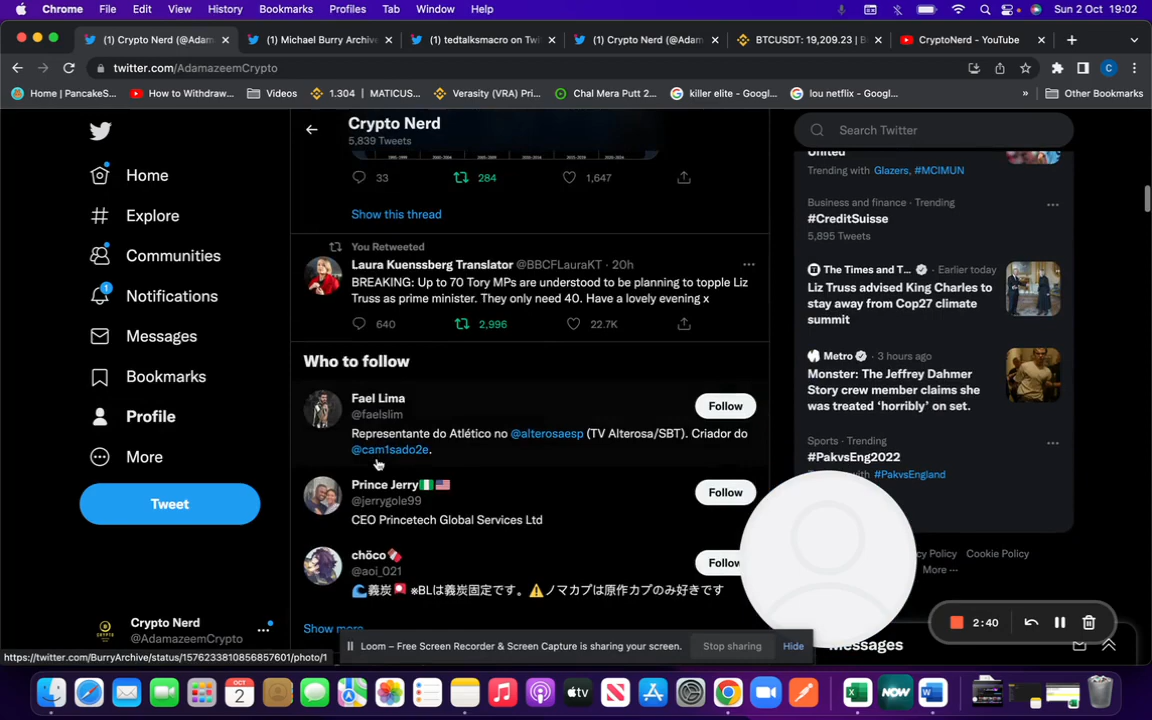 Chrome File Edit View History Bookmarks Profiles Tab Window Help Sun 2 Oct 19:02
(1) Crypto Nerd (@Adam (1) Michael Burry Archive (1) tedtalksmacro on Twi (1) Crypto Nerd (@Adam BTCUSDT: 19,209.23 | B CryptoNerd - YouTube
twitter.com/AdamazeemCrypto C
Home | PancakeS... How to Withdraw... Videos 1.304 | MATICUS... Verasity (VRA) Pri... Chal Mera Putt 2... killer elite - Googl... lou netflix - Googl... » Other Bookmarks
Crypto Nerd
5,839 Tweets
33 284 1,647
Show this thread
You Retweeted
Laura Kuenssberg Translator @BBCFLauraKT · 20h
BREAKING: Up to 70 Tory MPs are understood to be planning to topple Liz
Truss as prime minister. They only need 40. Have a lovely evening x
640 2,996 22.7K
Who to follow
Fael Lima
@faelslim
Follow
Representante do Atlético no @alterosaesp (TV Alterosa/SBT). Criador do
@cam1sado2e.
Prince Jerry🇳🇬🇺🇸
@jerrygole99
Follow
CEO Princetech Global Services Ltd
chōco🍫
@aoi_021
Follow
🌊義炭🎴 ※BLは義炭固定です。⚠️ノマカプは原作カプのみ好きです
Show more
Home
Explore
Communities
1
Notifications
Messages
Bookmarks
Profile
More
Tweet
Crypto Nerd
@AdamazeemCrypto
https://twitter.com/BurryArchive/status/1576233810856857601/photo/1
Search Twitter
United
Trending with Glazers, #MCIMUN
Business and finance · Trending
#CreditSuisse
5,895 Tweets
The Times and T... · Earlier today
Liz Truss advised King Charles to
stay away from Cop27 climate
summit
Metro · 3 hours ago
Monster: The Jeffrey Dahmer
Story crew member claims she
was treated ‘horribly’ on set.
Sports · Trending
#PakvsEng2022
Trending with #PakvsEngland
cy Policy Cookie Policy
More ···
2:40
Messages
Loom – Free Screen Recorder & Screen Capture is sharing your screen. Stop sharing Hide
OCT
2
tv
NOW